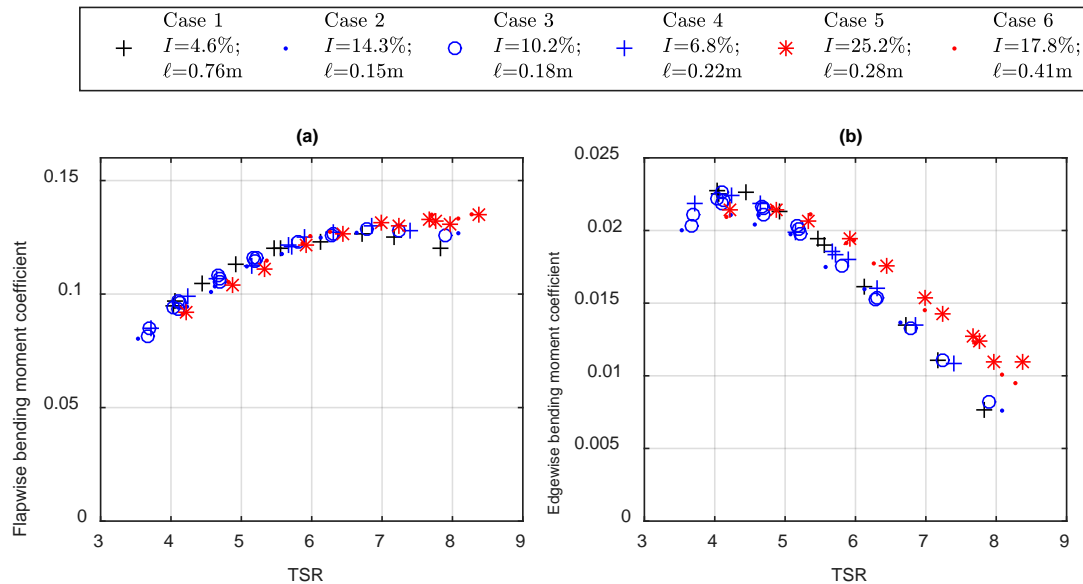 Case 1 Case 2 Case 3 Case 4 Case 5 Case 6
I=4.6%; I=14.3%; I=10.2%; I=6.8%; I=25.2%; I=17.8%;
ℓ=0.76m ℓ=0.15m ℓ=0.18m ℓ=0.22m ℓ=0.28m ℓ=0.41m
(a)
Flapwise bending moment coefficient
0.15
0.1
0.05
0
3 4 5 6 7 8 9
TSR
(b)
Edgewise bending moment coefficient
0.025
0.02
0.015
0.01
0.005
0
3 4 5 6 7 8 9
TSR